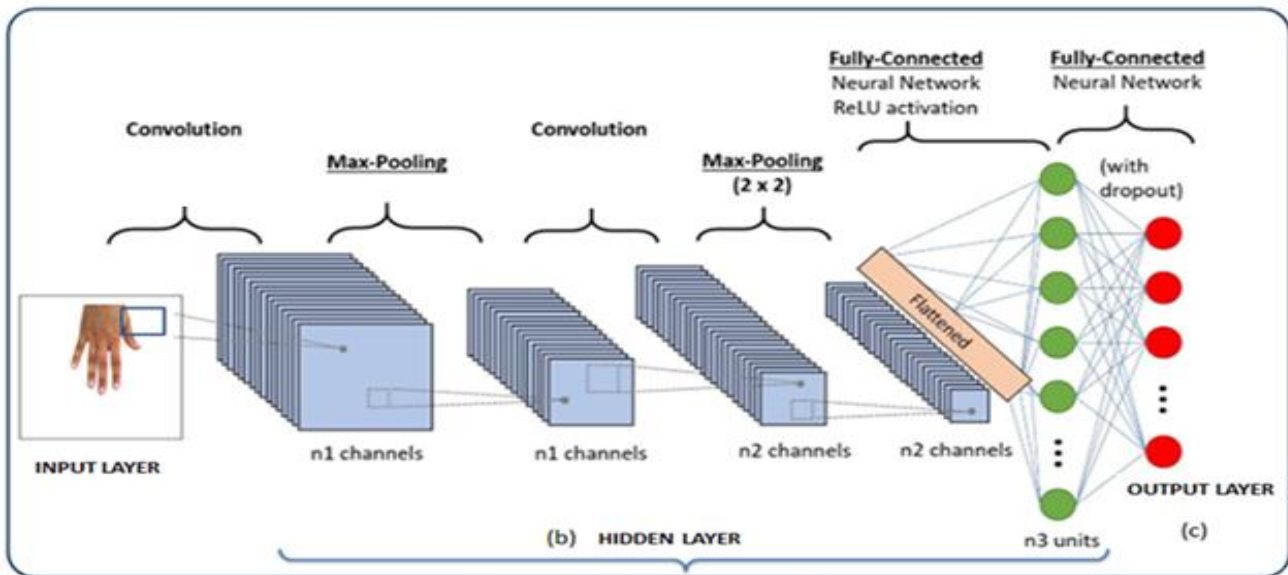 Fully-Connected
Neural Network
ReLU activation
Fully-Connected
Neural Network
Convolution
Max-Pooling
Convolution
Max-Pooling
(2 x 2)
(with
dropout)
Flattened
INPUT LAYER
n1 channels
n1 channels
n2 channels
n2 channels
OUTPUT LAYER
(b) HIDDEN LAYER
n3 units
(c)